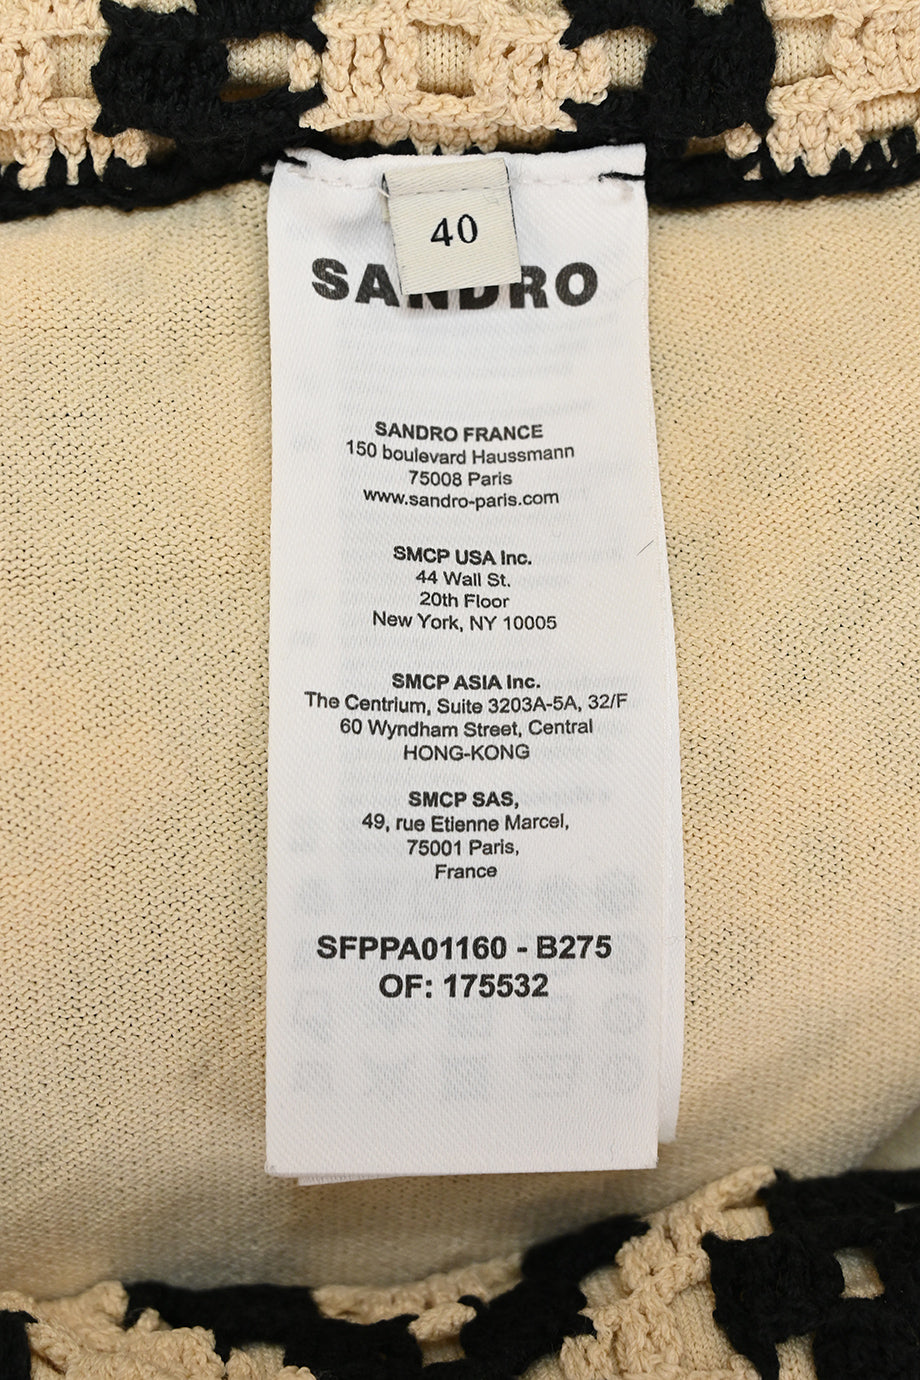 40
SANDRO
SANDRO FRANCE
150 boulevard Haussmann
75008 Paris
www.sandro-paris.com
SMCP USA Inc.
44 Wall St.
20th Floor
New York, NY 10005
SMCP ASIA Inc.
The Centrium, Suite 3203A-5A, 32/F
60 Wyndham Street, Central
HONG-KONG
SMCP SAS,
49, rue Etienne Marcel,
75001 Paris,
France
SFPPA01160 - B275
OF: 175532